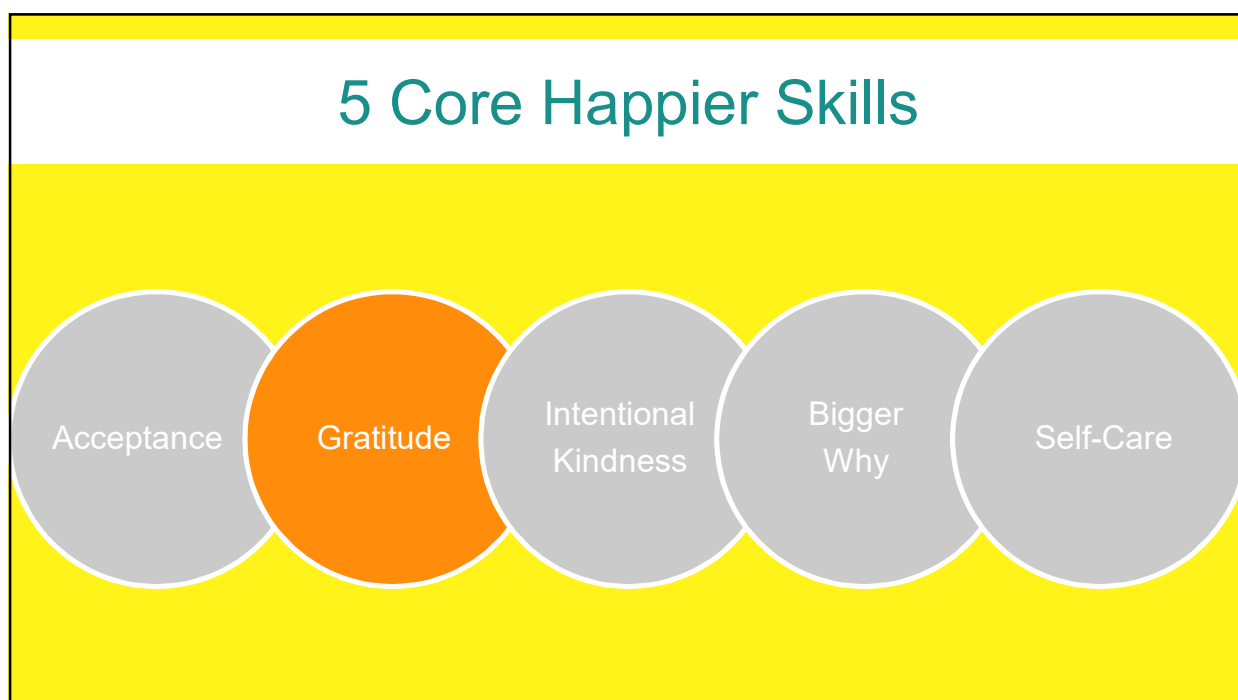 5 Core Happier Skills
Acceptance
Gratitude
Intentional
Kindness
Bigger
Why
Self-Care